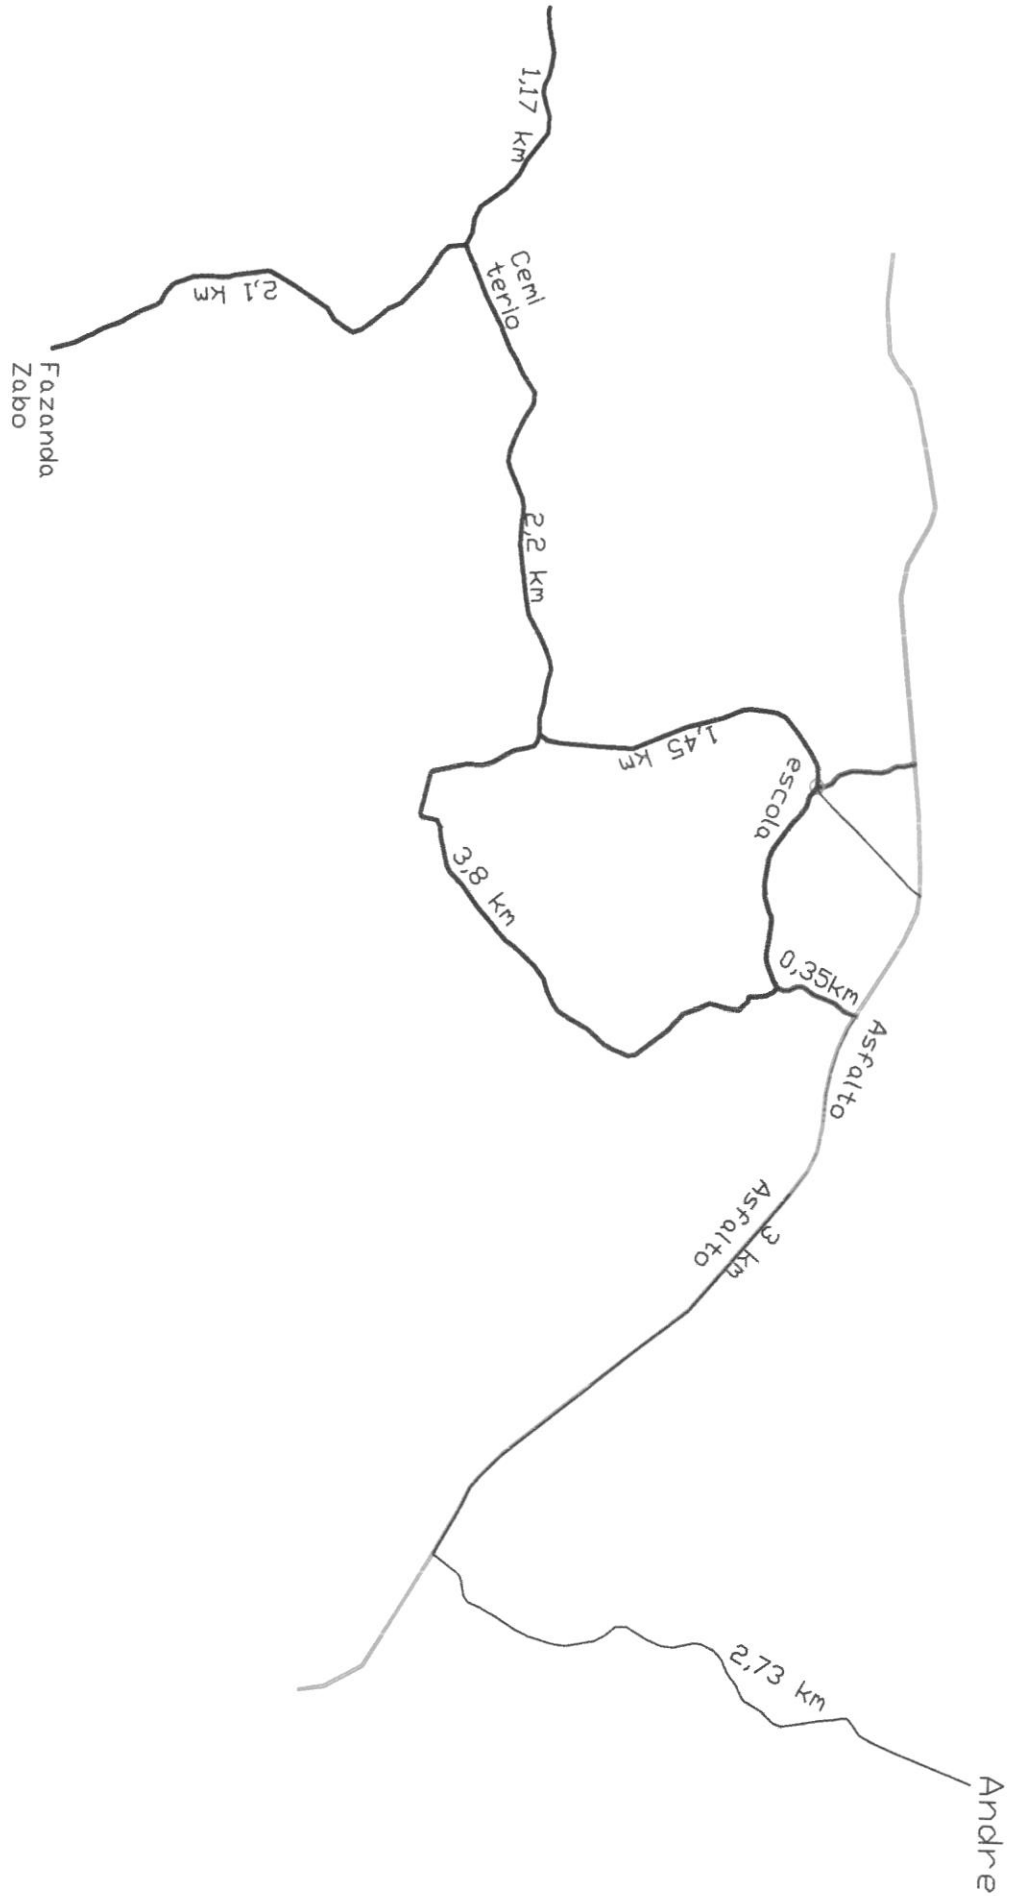 1,17 km
Cemi
terio
2,1 km
Fazanda
Zabo
2,2 km
1,45 km
escola
3,8 km
0,35km
Asfalto
Asfalto
3 km
2,73 km
Andre